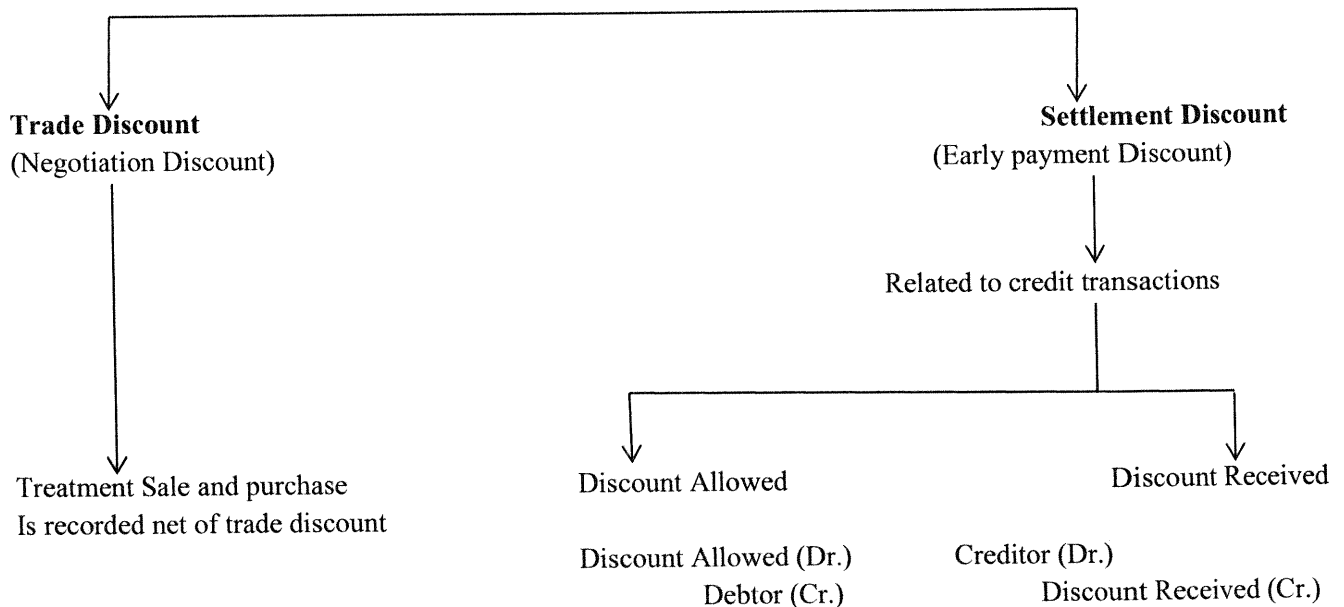 Trade Discount
(Negotiation Discount)
Settlement Discount
(Early payment Discount)
Related to credit transactions
Treatment Sale and purchase
Is recorded net of trade discount
Discount Allowed
Discount Received
Discount Allowed (Dr.)
Debtor (Cr.)
Creditor (Dr.)
Discount Received (Cr.)